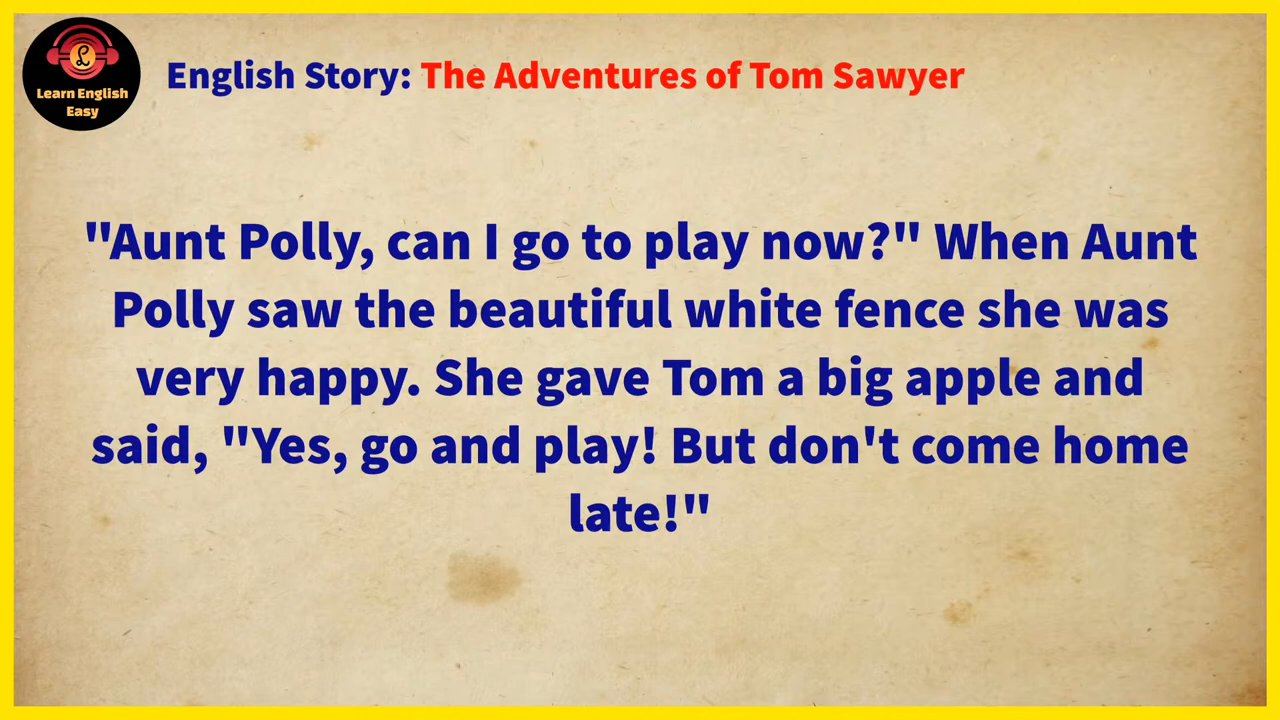 Learn English
Easy
English Story: The Adventures of Tom Sawyer
"Aunt Polly, can I go to play now?" When Aunt
Polly saw the beautiful white fence she was
very happy. She gave Tom a big apple and
said, "Yes, go and play! But don't come home
late!"